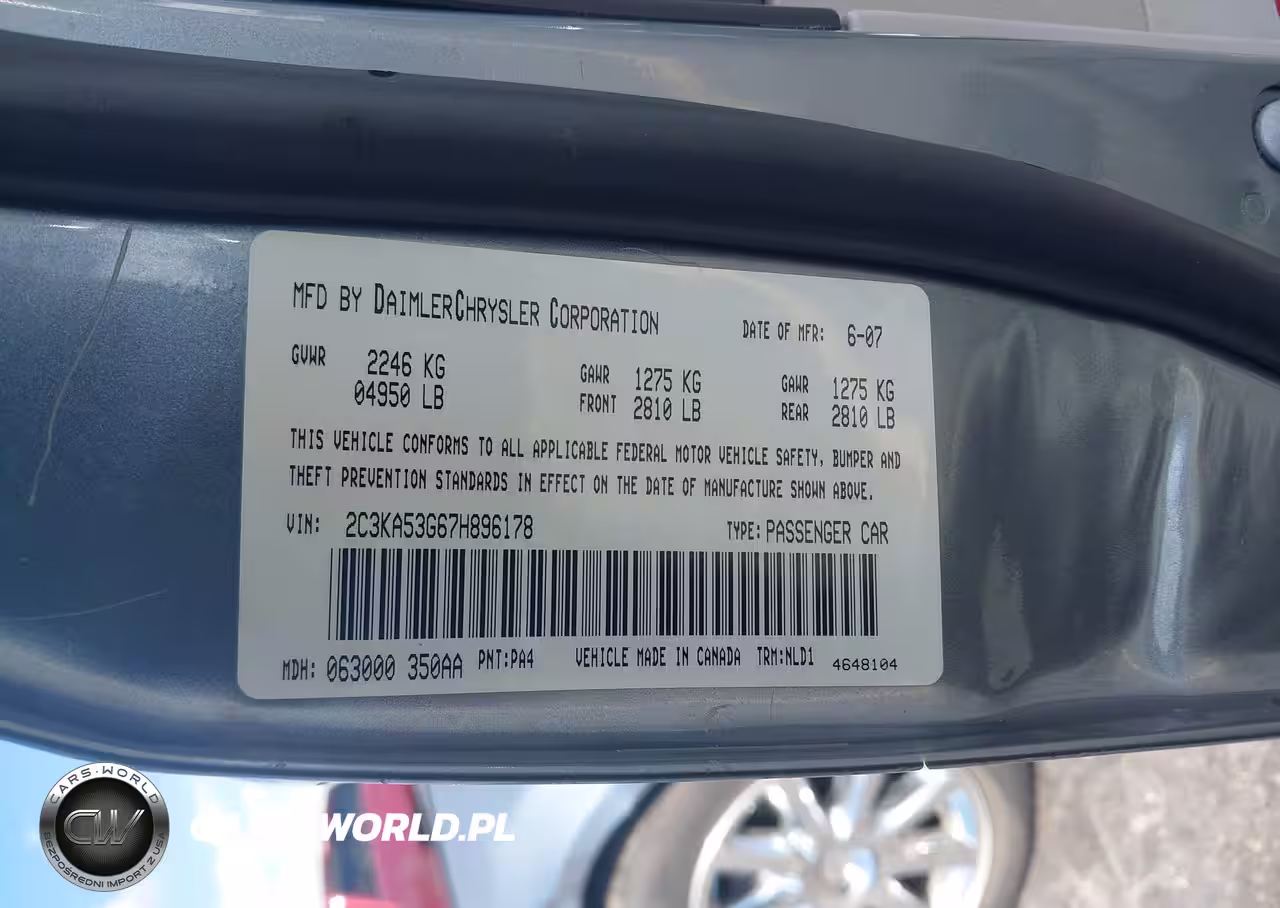 MFD BY DAIMLERCHRYSLER CORPORATION DATE OF MFR: 6-07
GVWR 2246 KG GAWR 1275 KG GAWR 1275 KG
04950 LB FRONT 2810 LB REAR 2810 LB
THIS VEHICLE CONFORMS TO ALL APPLICABLE FEDERAL MOTOR VEHICLE SAFETY, BUMPER AND
THEFT PREVENTION STANDARDS IN EFFECT ON THE DATE OF MANUFACTURE SHOWN ABOVE.
VIN: 2C3KA53G67H896178 TYPE: PASSENGER CAR
MDH: 063000 350AA PNT:PA4 VEHICLE MADE IN CANADA TRM:NLD1 4648104
CARS-WORLD
CW
BEZPOŚREDNI IMPORT Z USA
WORLD.PL